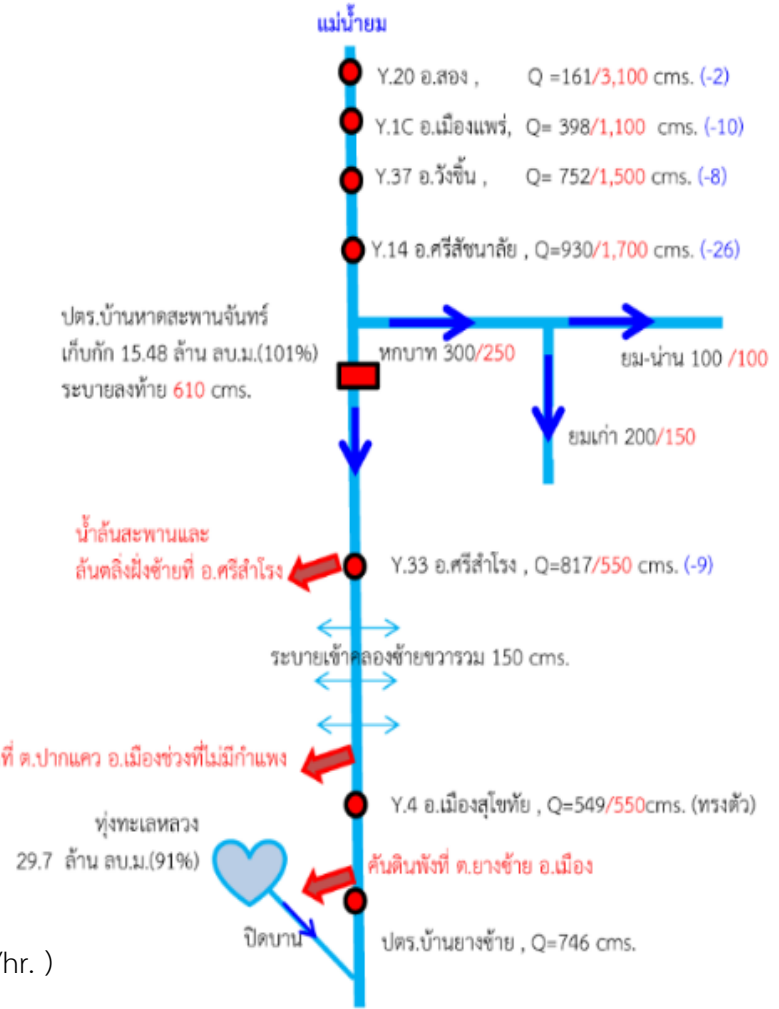 แม่น้ำยม
Y.20 อ.สอง , Q =161/3,100 cms. (-2)
Y.1C อ.เมืองแพร่, Q= 398/1,100 cms. (-10)
Y.37 อ.วังชิ้น , Q= 752/1,500 cms. (-8)
Y.14 อ.ศรีสัชนาลัย , Q=930/1,700 cms. (-26)
ปตร.บ้านหาดสะพานจันทร์
เก็บกัก 15.48 ล้าน ลบ.ม.(101%)
ระบายลงท้าย 610 cms.
หกบาท 300/250
ยม-น่าน 100 /100
ยมเก่า 200/150
น้ำล้นสะพานและ
ล้นตลิ่งฝั่งซ้ายที่ อ.ศรีสำโรง
Y.33 อ.ศรีสำโรง , Q=817/550 cms. (-9)
ระบายเข้าคลองซ้ายขวารวม 150 cms.
ที่ ต.ปากแคว อ.เมืองช่วงที่ไม่มีกำแพง
Y.4 อ.เมืองสุโขทัย , Q=549/550cms. (ทรงตัว)
ทุ่งทะเลหลวง
29.7 ล้าน ลบ.ม.(91%)
คันดินพังที่ ต.ยางซ้าย อ.เมือง
ปิดบาน
ปตร.บ้านยางซ้าย , Q=746 cms.
/hr. )